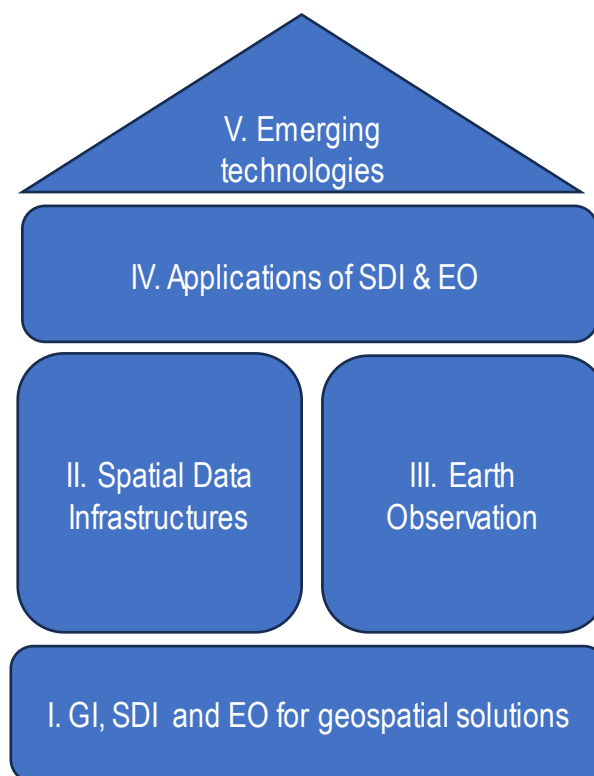 V. Emerging
technologies
IV. Applications of SDI & EO
II. Spatial Data
Infrastructures
III. Earth
Observation
I. GI, SDI and EO for geospatial solutions